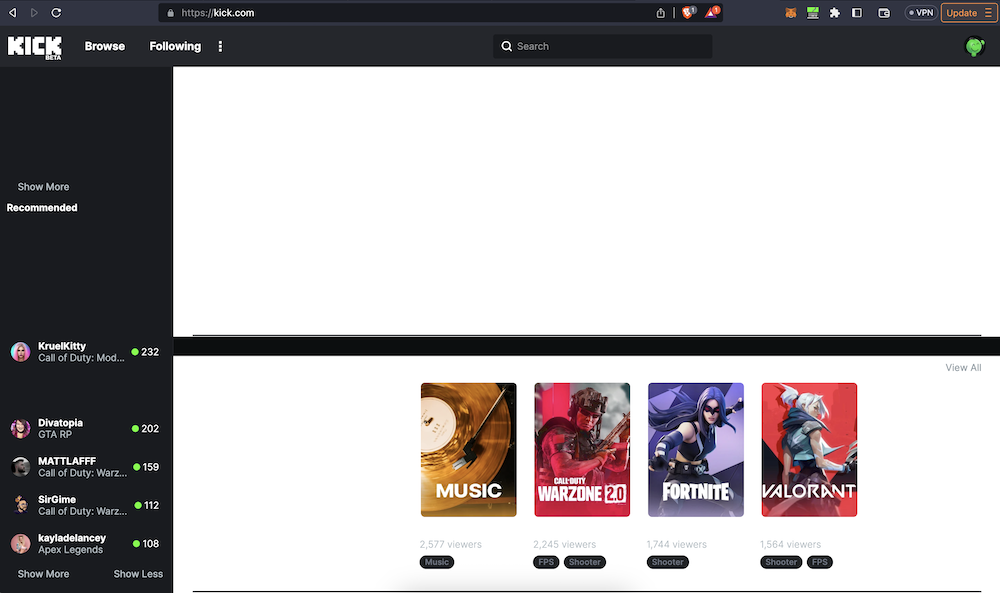 https://kick.com
1
1
VPN
Update
KICK
BETA
Browse
Following
Search
Show More
Recommended
KruelKitty
Call of Duty: Mod...
232
Divatopia
GTA RP
202
MATTLAFFF
Call of Duty: Warz...
159
SirGime
Call of Duty: Warz...
112
kayladelancey
Apex Legends
108
Show More
Show Less
View All
MUSIC
CALL·DUTY
WARZONE 2.0
FORTNITE
VALORANT
2,577 viewers
2,245 viewers
1,744 viewers
1,564 viewers
Music
FPS
Shooter
Shooter
Shooter
FPS